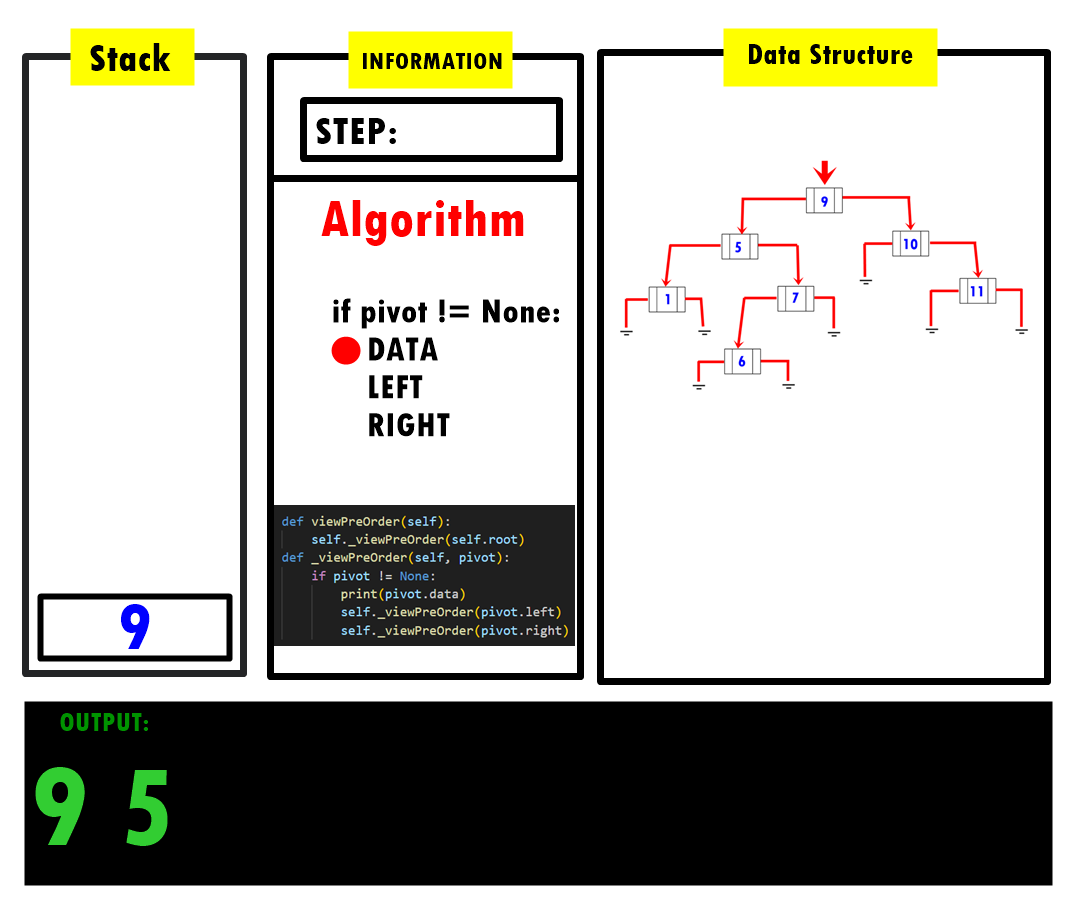 Stack
9
INFORMATION
STEP:
Algorithm
if pivot != None:
DATA
LEFT
RIGHT
def viewPreOrder(self):
self._viewPreOrder(self.root)
def _viewPreOrder(self, pivot):
if pivot != None:
print(pivot.data)
self._viewPreOrder(pivot.left)
self._viewPreOrder(pivot.right)
Data Structure
9
5
10
1
7
11
6
OUTPUT:
9 5